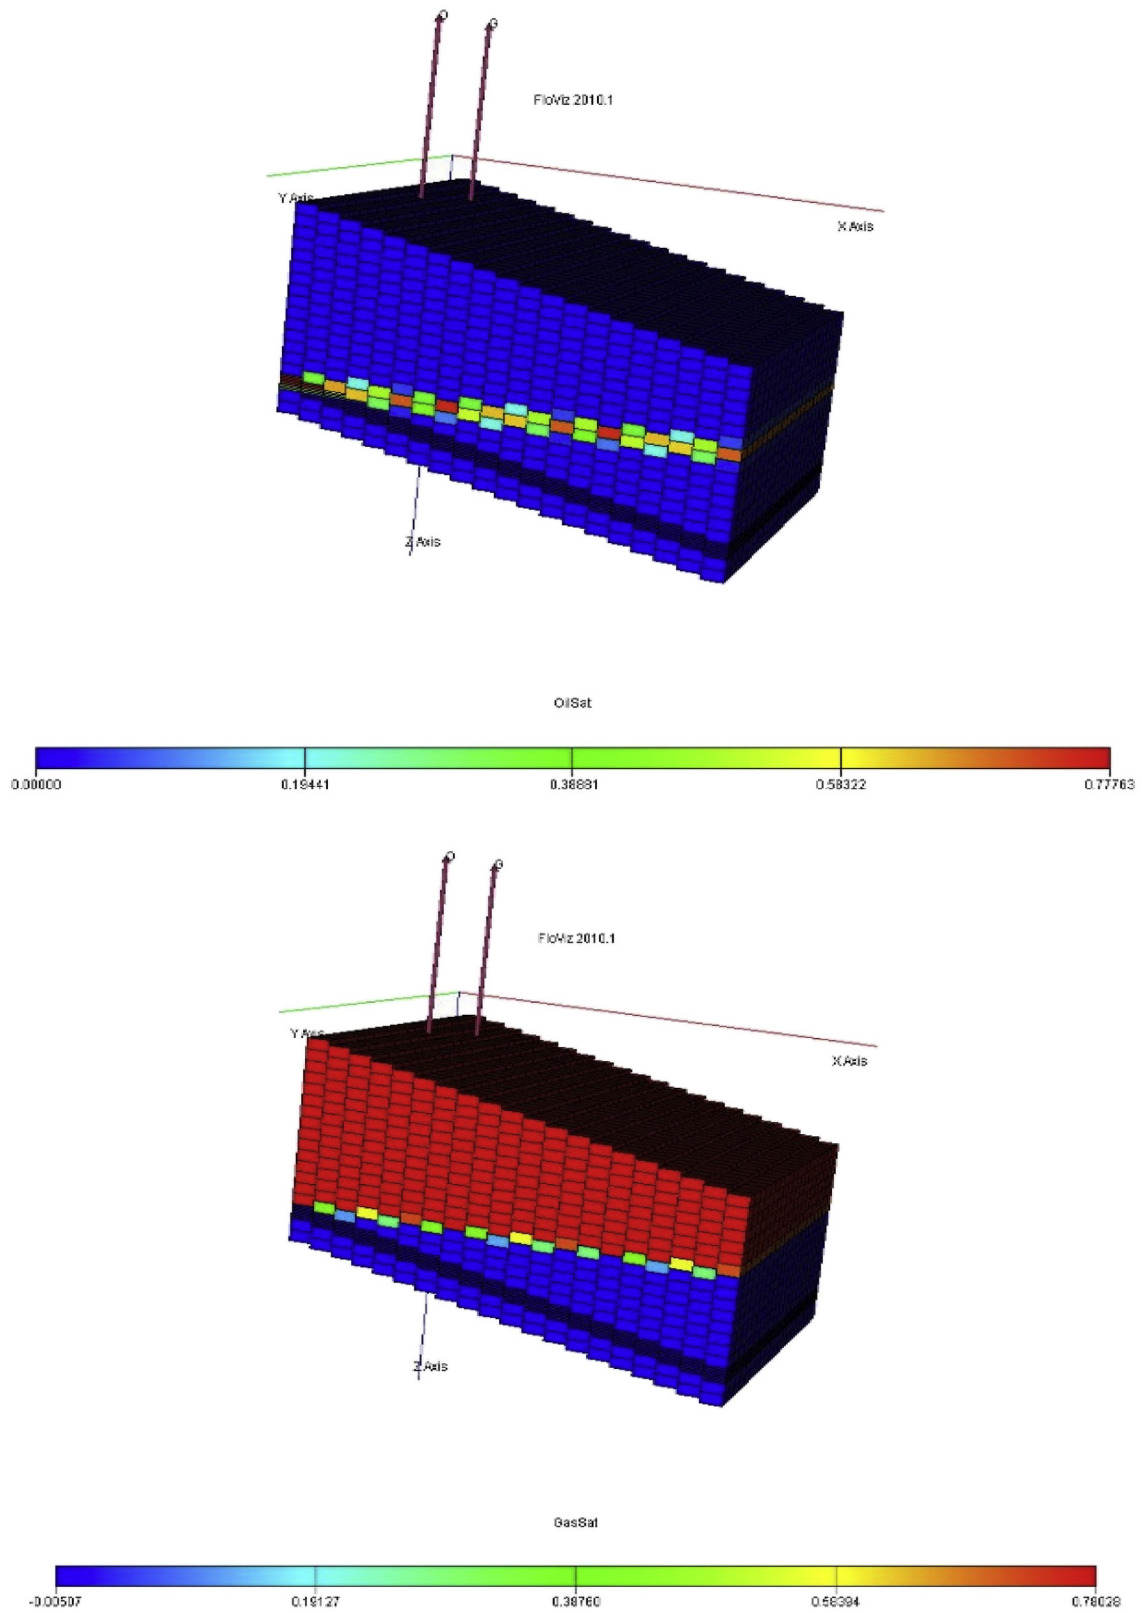 O G
FloViz 2010.1
Y Axis
X Axis
Z Axis
OilSat
0.00000 0.19441 0.38881 0.58322 0.77763
O G
FloViz 2010.1
Y Axis
X Axis
Z Axis
GasSat
-0.00507 0.19127 0.38760 0.58394 0.78028